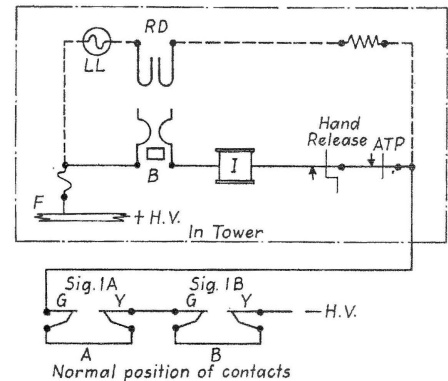 RD
LL
Hand
Release
ATP
B
I
F
+ H.V.
In Tower
Sig. 1A
Sig. 1B
G Y G Y
— H.V.
A
B
Normal position of contacts